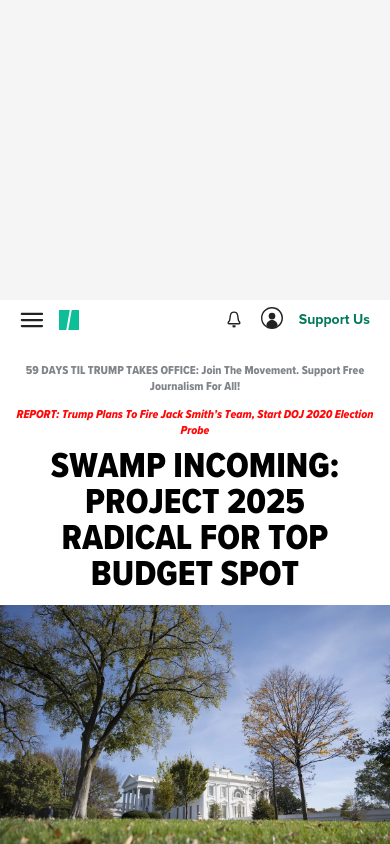 Support Us
59 DAYS TIL TRUMP TAKES OFFICE: Join The Movement. Support Free
Journalism For All!
REPORT: Trump Plans To Fire Jack Smith’s Team, Start DOJ 2020 Election
Probe
SWAMP INCOMING:
PROJECT 2025
RADICAL FOR TOP
BUDGET SPOT